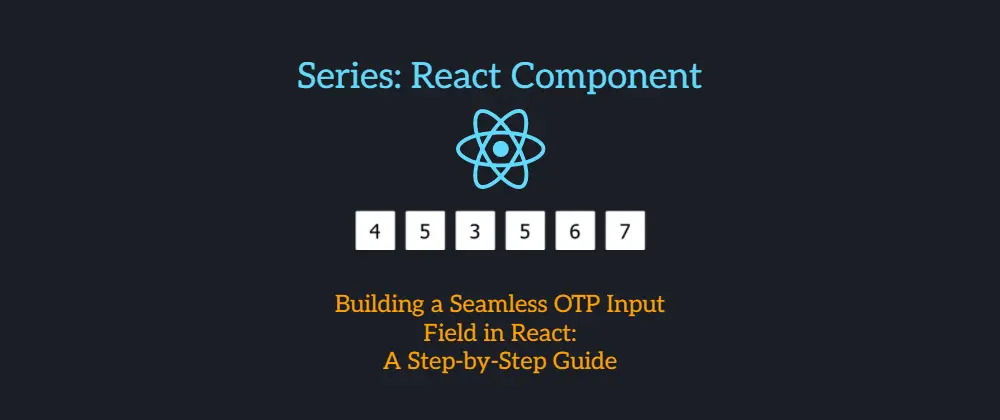 Series: React Component
4 5 3 5 6 7
Building a Seamless OTP Input
Field in React:
A Step-by-Step Guide